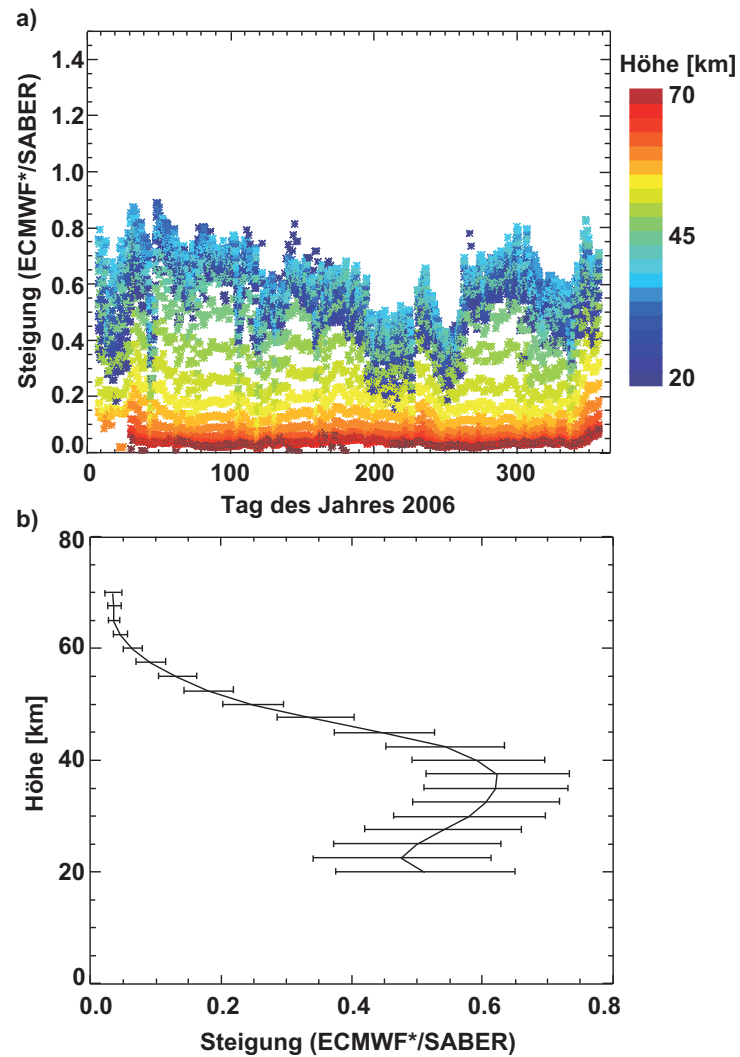 a)
Höhe [km]
70
45
20
Steigung (ECMWF*/SABER)
1.4
1.2
1.0
0.8
0.6
0.4
0.2
0.0
0 100 200 300
Tag des Jahres 2006
b)
Höhe [km]
80
60
40
20
0
0.0 0.2 0.4 0.6 0.8
Steigung (ECMWF*/SABER)